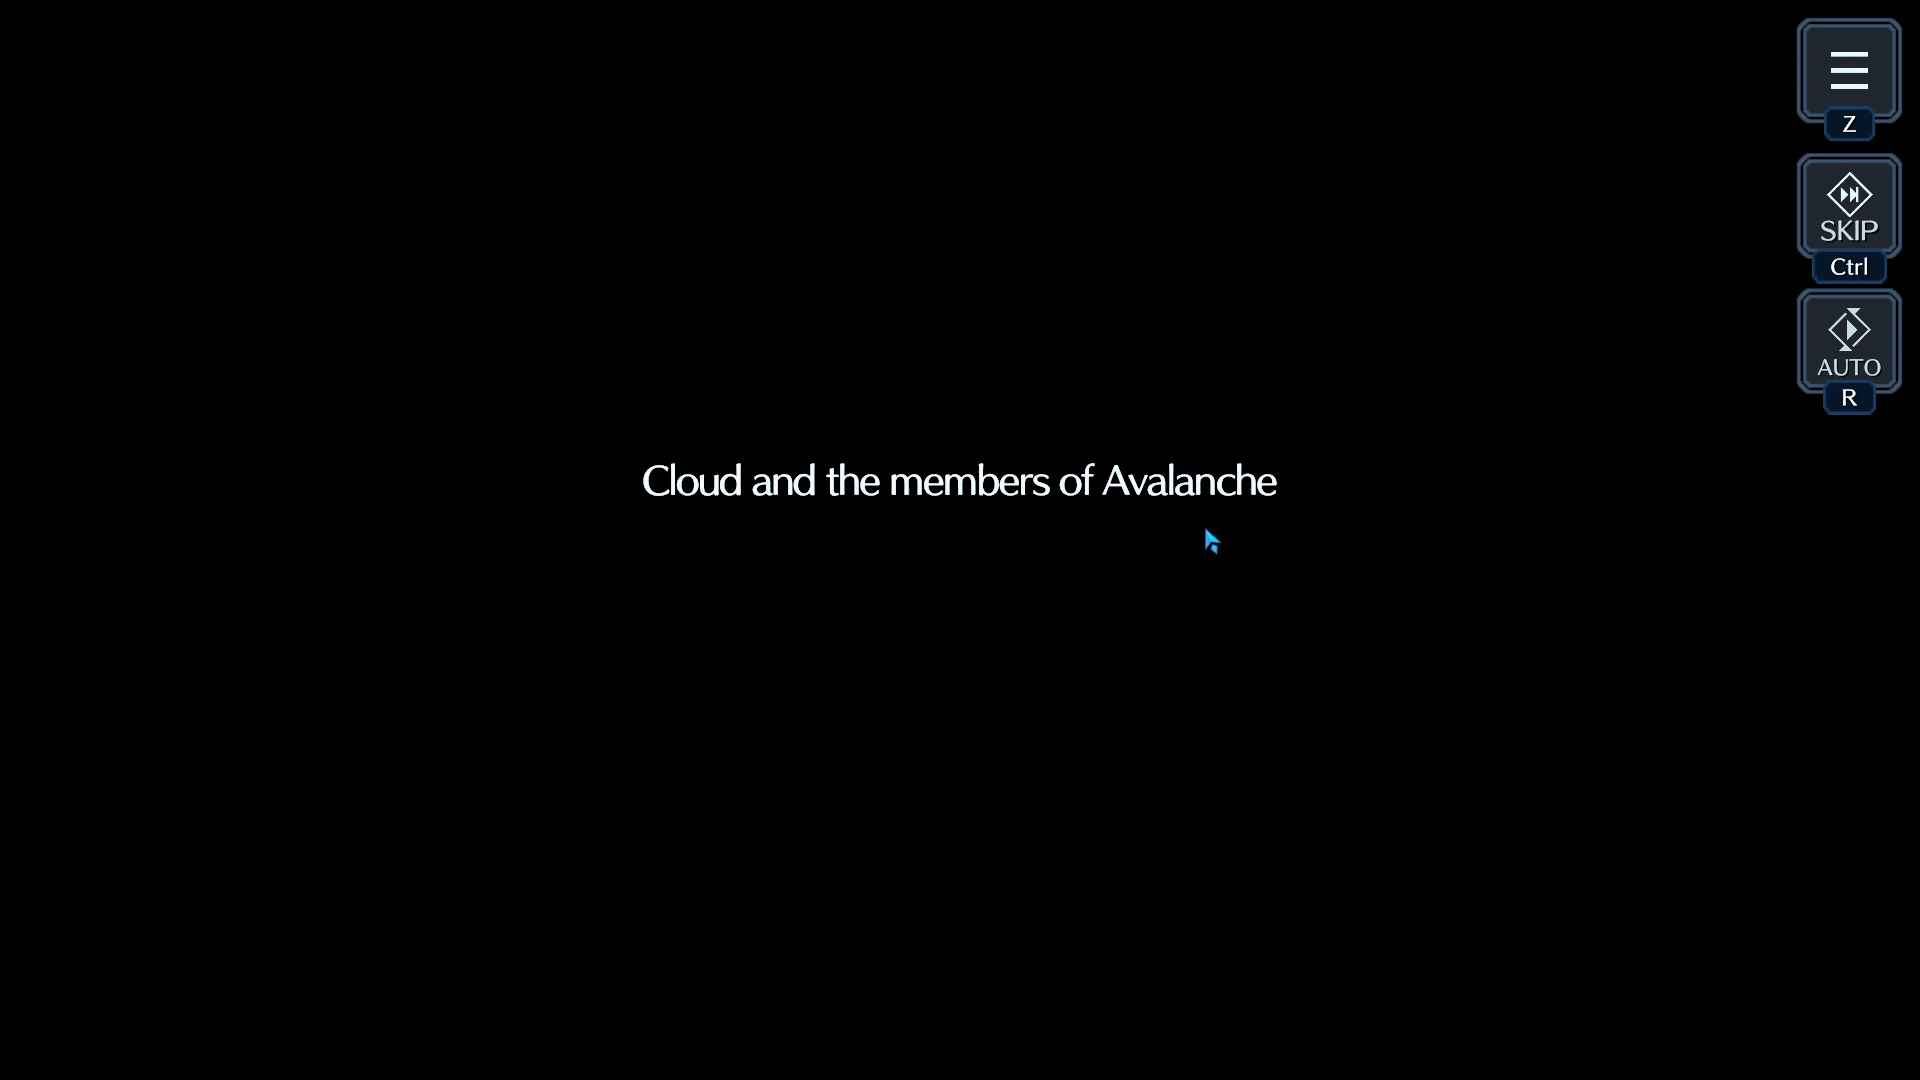 Z
SKIP
Ctrl
AUTO
R
Cloud and the members of Avalanche